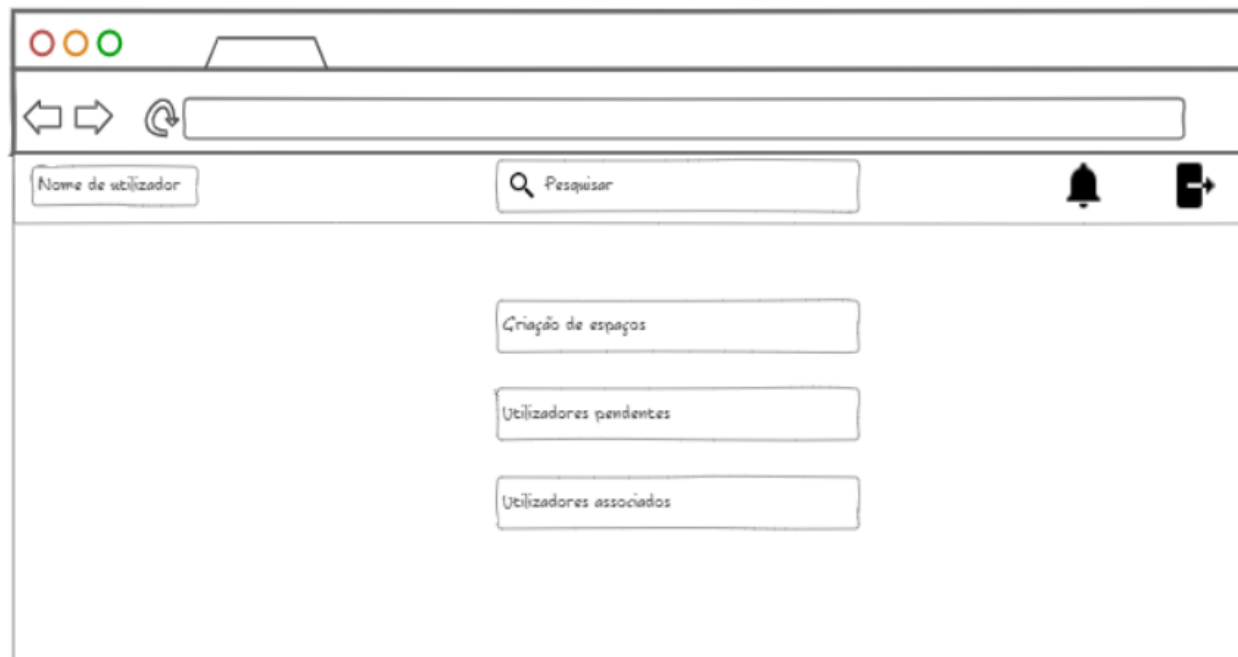 Nome de utilizador
Pesquisar
Criação de espaços
Utilizadores pendentes
Utilizadores associados